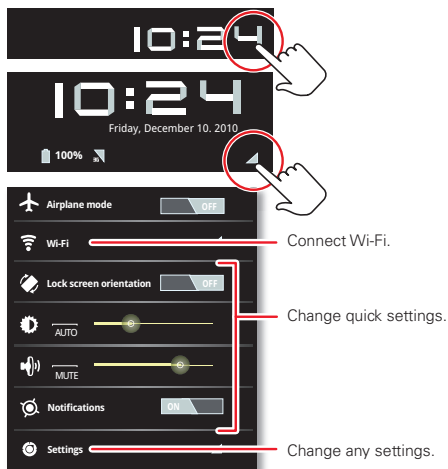 10:24
10:24
Friday, December 10. 2010
100% 3G
Airplane mode OFF
Wi-Fi
Connect Wi-Fi.
Lock screen orientation OFF
Change quick settings.
AUTO
MUTE
Notifications ON
Settings
Change any settings.